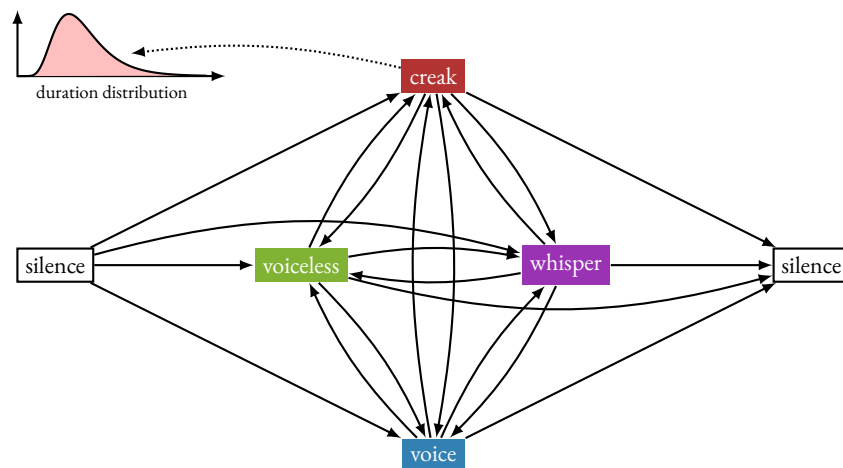 creak
duration distribution
silence
voiceless
whisper
silence
voice